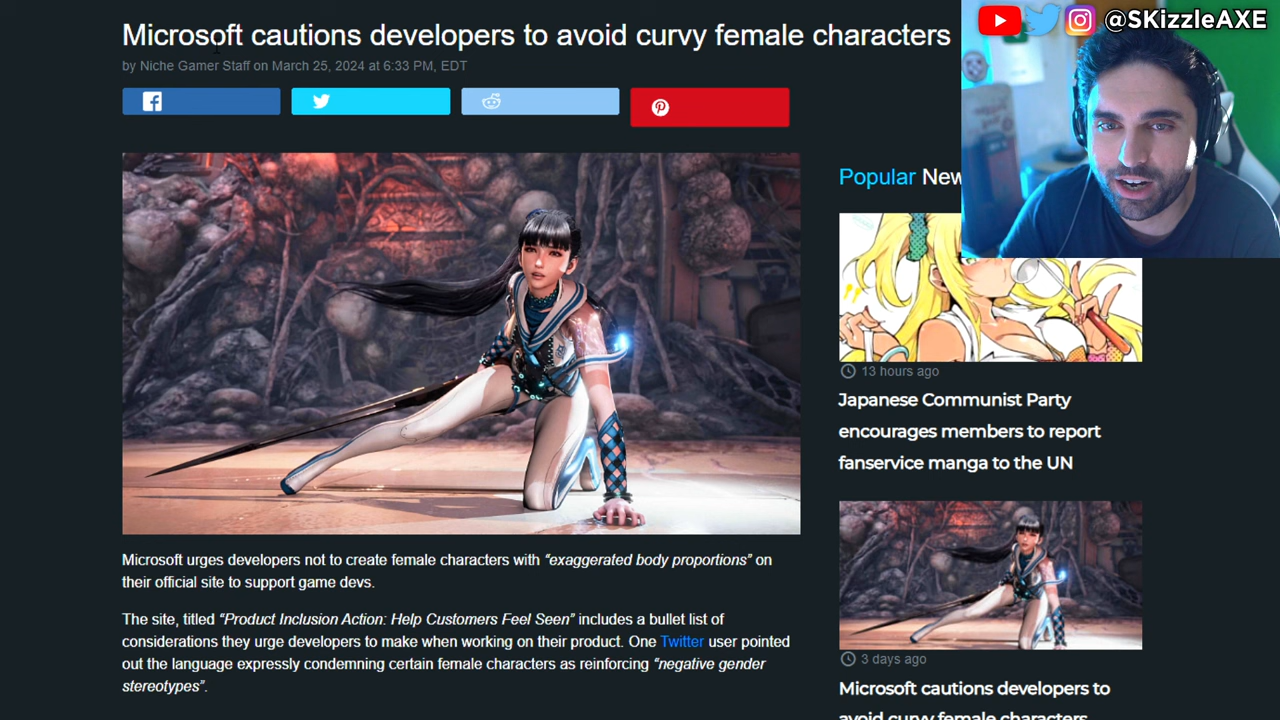 @SKizzleAXE
Microsoft cautions developers to avoid curvy female characters
by Niche Gamer Staff on March 25, 2024 at 6:33 PM, EDT
Popular New
13 hours ago
Japanese Communist Party
encourages members to report
fanservice manga to the UN
Microsoft urges developers not to create female characters with “exaggerated body proportions” on
their official site to support game devs.
The site, titled “Product Inclusion Action: Help Customers Feel Seen” includes a bullet list of
considerations they urge developers to make when working on their product. One Twitter user pointed
out the language expressly condemning certain female characters as reinforcing “negative gender
stereotypes”.
3 days ago
Microsoft cautions developers to
avoid curvy female characters